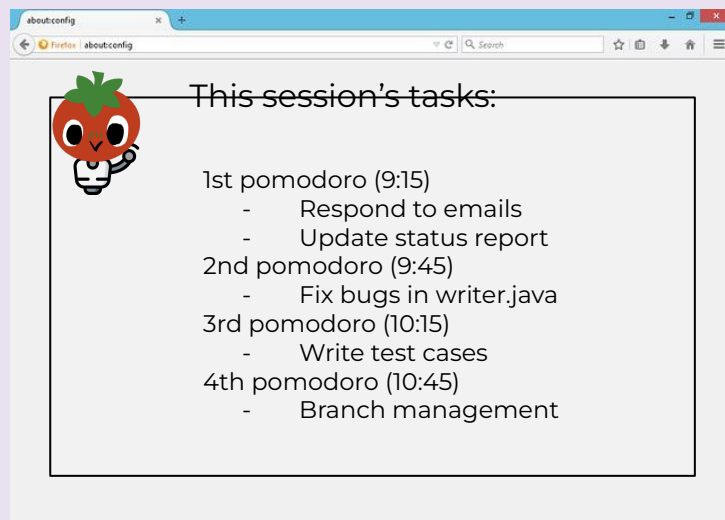 about:config
Firefox about:config Search
This session's tasks:
1st pomodoro (9:15)
- Respond to emails
- Update status report
2nd pomodoro (9:45)
- Fix bugs in writer.java
3rd pomodoro (10:15)
- Write test cases
4th pomodoro (10:45)
- Branch management